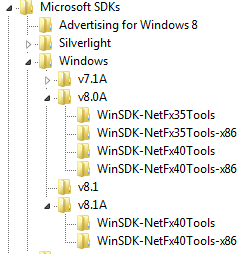 Microsoft SDKs
Advertising for Windows 8
Silverlight
Windows
v7.1A
v8.0A
WinSDK-NetFx35Tools
WinSDK-NetFx35Tools-x86
WinSDK-NetFx40Tools
WinSDK-NetFx40Tools-x86
v8.1
v8.1A
WinSDK-NetFx40Tools
WinSDK-NetFx40Tools-x86